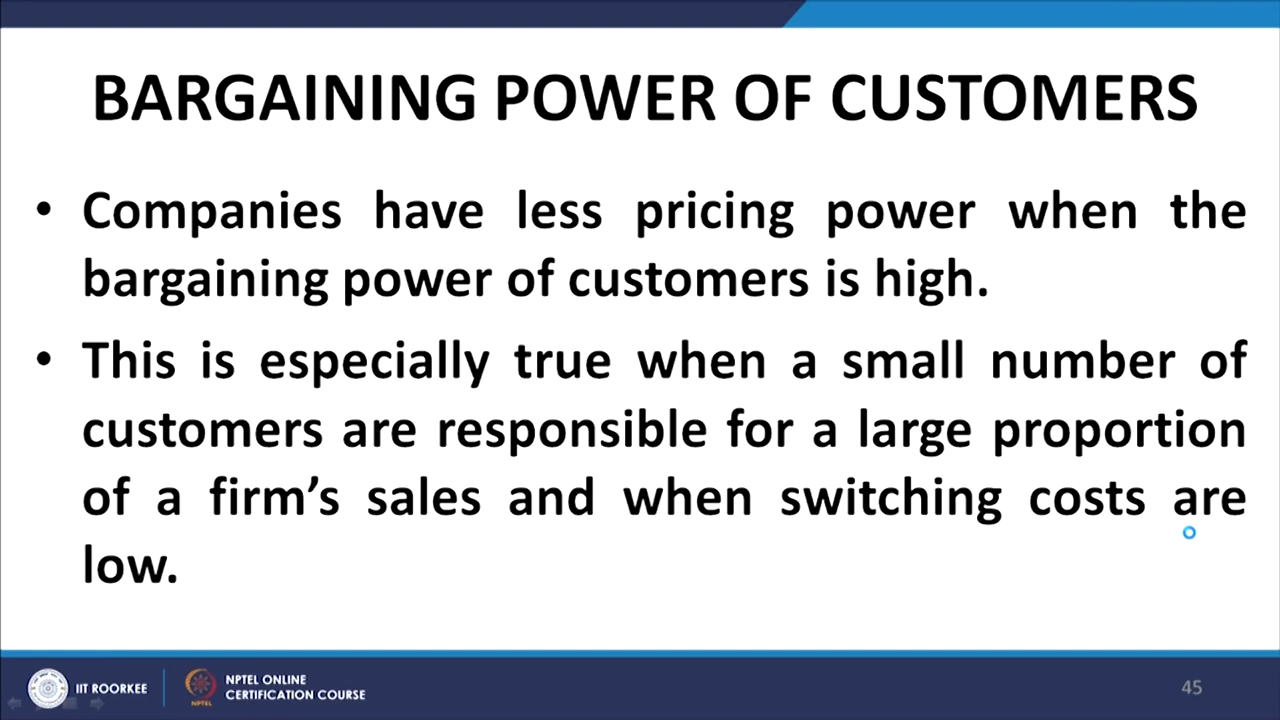 BARGAINING POWER OF CUSTOMERS
• Companies have less pricing power when the
bargaining power of customers is high.
• This is especially true when a small number of
customers are responsible for a large proportion
of a firm’s sales and when switching costs are
low.
IIT ROORKEE
NPTEL
NPTEL ONLINE
CERTIFICATION COURSE
45